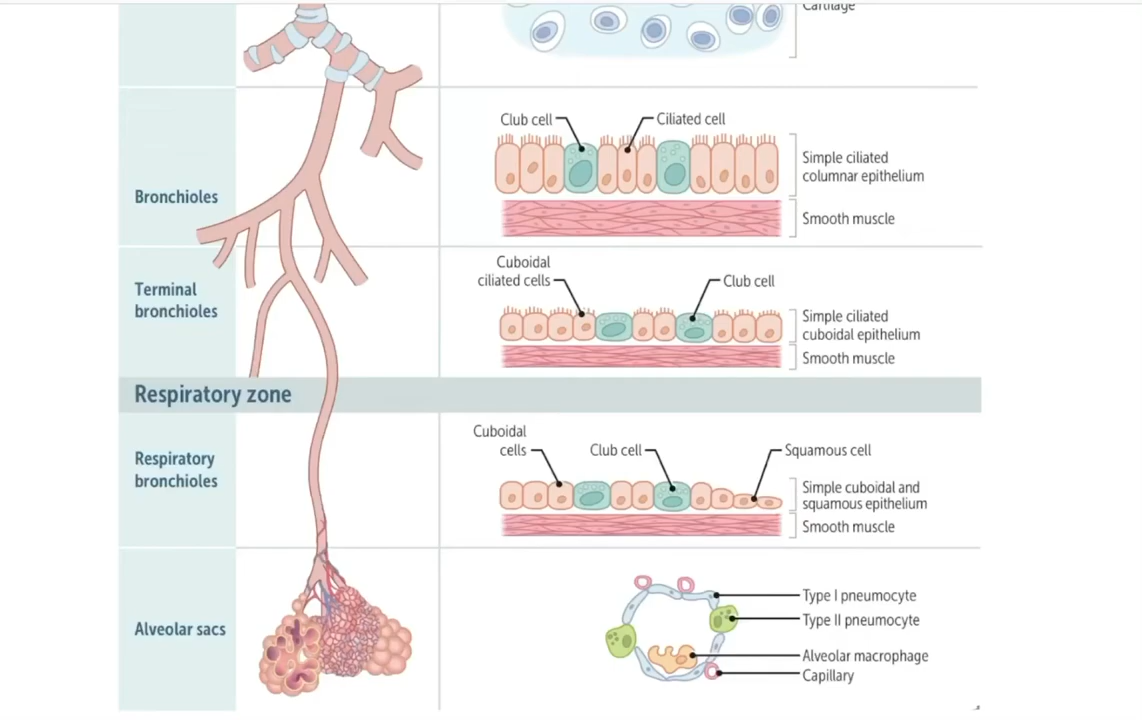 Cartilage
Bronchioles
Club cell
Ciliated cell
Simple ciliated
columnar epithelium
Smooth muscle
Terminal
bronchioles
Cuboidal
ciliated cells
Club cell
Simple ciliated
cuboidal epithelium
Smooth muscle
Respiratory zone
Respiratory
bronchioles
Cuboidal
cells
Club cell
Squamous cell
Simple cuboidal and
squamous epithelium
Smooth muscle
Alveolar sacs
Type I pneumocyte
Type II pneumocyte
Alveolar macrophage
Capillary